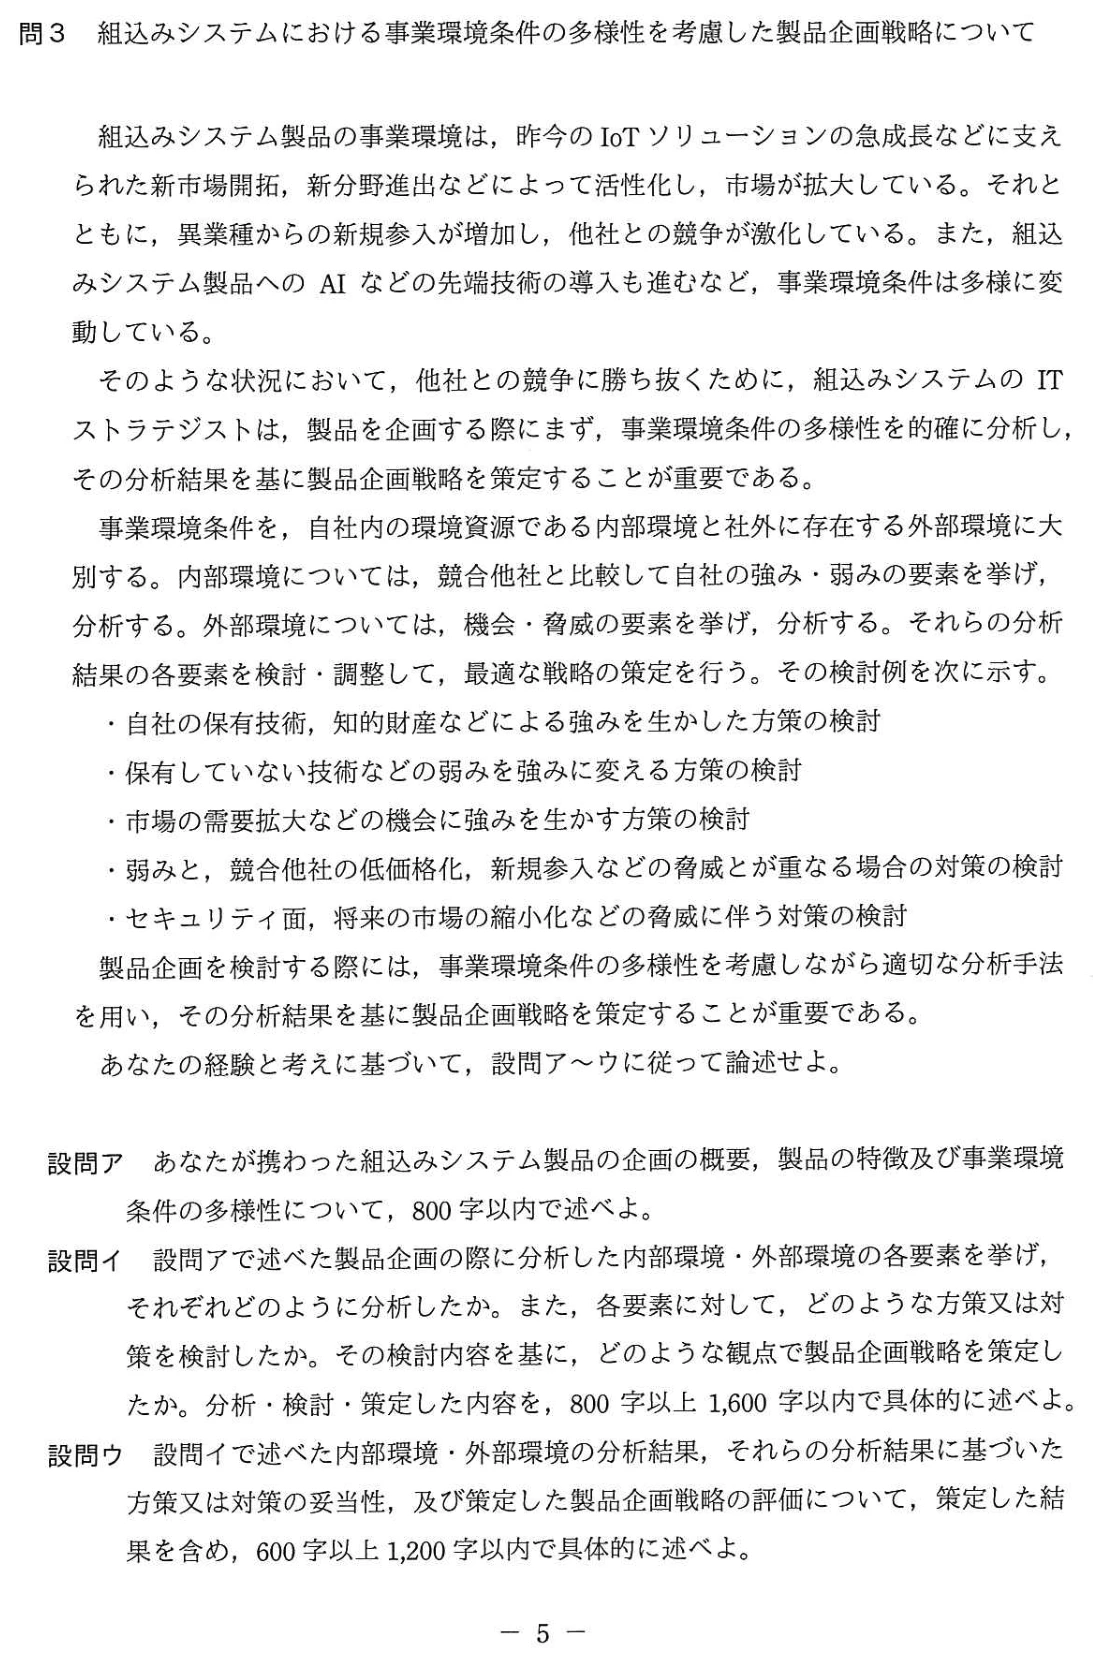 問3 組込みシステムにおける事業環境条件の多様性を考慮した製品企画戦略について
組込みシステム製品の事業環境は，昨今の IoT ソリューションの急成長などに支え
られた新市場開拓，新分野進出などによって活性化し，市場が拡大している。それと
ともに，異業種からの新規参入が増加し，他社との競争が激化している。また，組込
みシステム製品への AI などの先端技術の導入も進むなど，事業環境条件は多様に変
動している。
そのような状況において，他社との競争に勝ち抜くために，組込みシステムの IT
ストラテジストは，製品を企画する際にまず，事業環境条件の多様性を的確に分析し，
その分析結果を基に製品企画戦略を策定することが重要である。
事業環境条件を，自社内の環境資源である内部環境と社外に存在する外部環境に大
別する。内部環境については，競合他社と比較して自社の強み・弱みの要素を挙げ，
分析する。外部環境については，機会・脅威の要素を挙げ，分析する。それらの分析
結果の各要素を検討・調整して，最適な戦略の策定を行う。その検討例を次に示す。
・自社の保有技術，知的財産などによる強みを生かした方策の検討
・保有していない技術などの弱みを強みに変える方策の検討
・市場の需要拡大などの機会に強みを生かす方策の検討
・弱みと，競合他社の低価格化，新規参入などの脅威とが重なる場合の対策の検討
・セキュリティ面，将来の市場の縮小化などの脅威に伴う対策の検討
製品企画を検討する際には，事業環境条件の多様性を考慮しながら適切な分析手法
を用い，その分析結果を基に製品企画戦略を策定することが重要である。
あなたの経験と考えに基づいて，設問ア～ウに従って論述せよ。
設問ア あなたが携わった組込みシステム製品の企画の概要，製品の特徴及び事業環境
条件の多様性について，800 字以内で述べよ。
設問イ 設問アで述べた製品企画の際に分析した内部環境・外部環境の各要素を挙げ，
それぞれどのように分析したか。また，各要素に対して，どのような方策又は対
策を検討したか。その検討内容を基に，どのような観点で製品企画戦略を策定し
たか。分析・検討・策定した内容を，800 字以上 1,600 字以内で具体的に述べよ。
設問ウ 設問イで述べた内部環境・外部環境の分析結果，それらの分析結果に基づいた
方策又は対策の妥当性，及び策定した製品企画戦略の評価について，策定した結
果を含め，600 字以上 1,200 字以内で具体的に述べよ。
－ 5 －